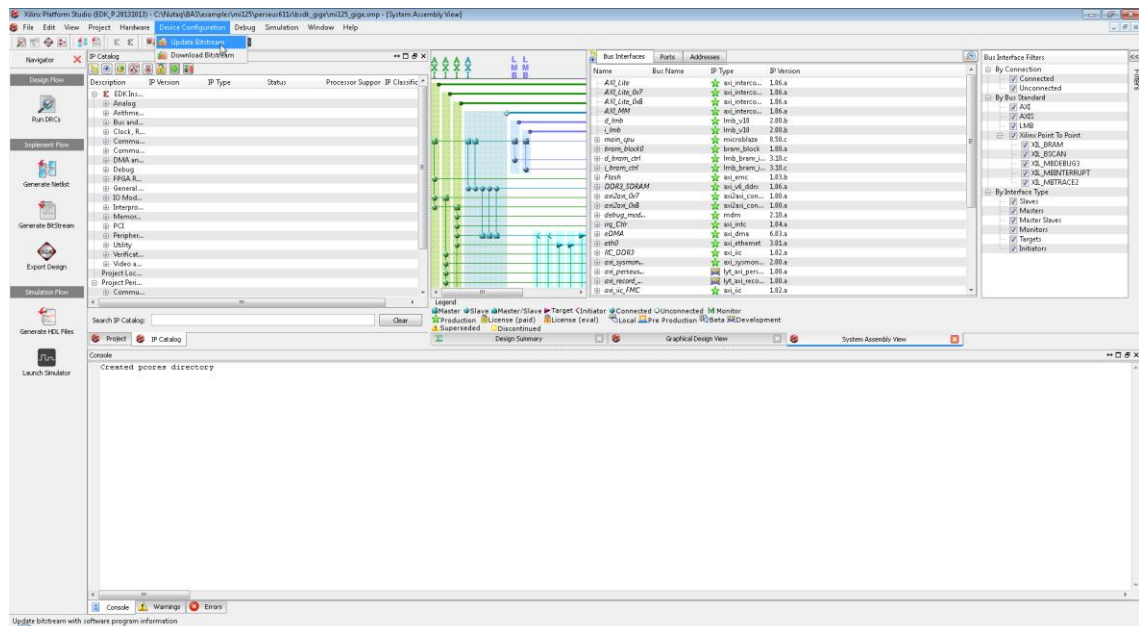 Xilinx Platform Studio (EDK_P.20131013) - C:\Nutaq\BAS\examples\mi125\perseus611x\bsdk_gige\mi125_gige.xmp - [System Assembly View]
File Edit View Project Hardware Device Configuration Debug Simulation Window Help
Update Bitstream
Download Bitstream
Navigator
Design Flow
Run DRCs
Implement Flow
Generate Netlist
Generate BitStream
Export Design
Simulation Flow
Generate HDL Files
Launch Simulator
IP Catalog
Description IP Version IP Type Status Processor Suppor IP Classific
EDK Ins...
Analog
Arithme...
Bus and...
Clock, R...
Commu...
Commu...
DMA an...
Debug
FPGA R...
General ...
IO Mod...
Interpro...
Memor...
PCI
Peripher...
Utility
Verificat...
Video a...
Project Loc...
Project Peri...
Commu...
Search IP Catalog: Clear
Project IP Catalog
Bus Interfaces Ports Addresses
Name Bus Name IP Type IP Version
AXI_Lite axi_interco... 1.06.a
AXI_Lite_0x7 axi_interco... 1.06.a
AXI_Lite_0xB axi_interco... 1.06.a
AXI_MM axi_interco... 1.06.a
d_lmb lmb_v10 2.00.b
i_lmb lmb_v10 2.00.b
main_cpu microblaze 8.50.c
bram_block0 bram_block 1.00.a
d_bram_ctrl lmb_bram_i... 3.10.c
i_bram_ctrl lmb_bram_i... 3.10.c
Flash axi_emc 1.03.b
DDR3_SDRAM axi_v6_ddrx 1.06.a
axi2axi_0x7 axi2axi_con... 1.00.a
axi2axi_0xB axi2axi_con... 1.00.a
debug_mod... mdm 2.10.a
irq_Ctlr axi_intc 1.04.a
eDMA axi_dma 6.03.a
eth0 axi_ethernet 3.01.a
IIC_DDR3 axi_iic 1.02.a
axi_sysmon... axi_sysmon... 2.00.a
axi_perseus... lyt_axi_pers... 1.00.a
axi_record_... lyt_axi_reco... 1.00.a
axi_iic_FMC axi_iic 1.02.a
Legend
Master Slave Master/Slave Target Initiator Connected Unconnected M Monitor
Production License (paid) License (eval) Local Pre Production Beta Development
Superseded Discontinued
Design Summary Graphical Design View System Assembly View
Bus Interface Filters
By Connection
Connected
Unconnected
By Bus Standard
AXI
AXIS
LMB
Xilinx Point To Point
XIL_BRAM
XIL_BSCAN
XIL_MBDEBUG3
XIL_MBINTERRUPT
XIL_MBTRACE2
By Interface Type
Slaves
Masters
Master Slaves
Monitors
Targets
Initiators
Filters
Console
Created pcores directory
Console Warnings Errors
Update bitstream with software program information